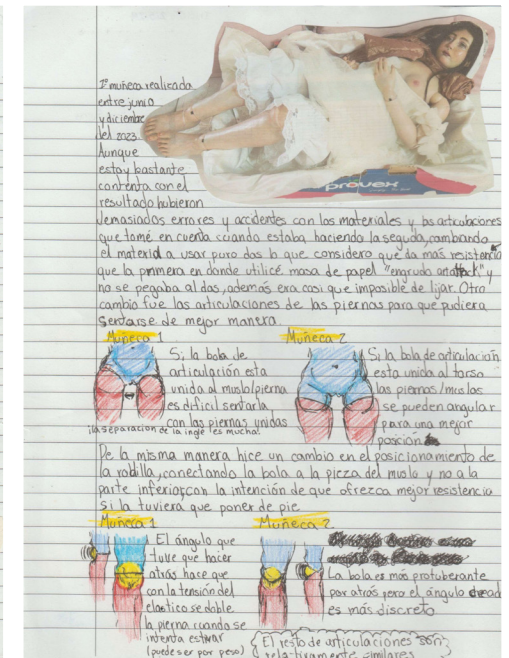 1º muñeca realizada
entre junio
y diciembre
del 2023.
Aunque
estoy bastante
contenta con el
resultado hubieron
demasiados errores y accidentes con los materiales y las articulaciones
que tomé en cuenta cuando estaba haciendo la segunda, cambiando
el material a usar puro das lo que considero que da más resistencia
que la primera en donde utilicé masa de papel "engrudo attack" y
no se pegaba al das, además era casi que imposible de lijar. Otro
cambio fue las articulaciones de las piernas para que pudiera
sentarse de mejor manera
provex
Muñeca 1
Si la bola de
articulación esta
unida al muslo/pierna
es dificil sentarla
con las piernas unidas
¡la separación de la ingle es mucha!
Muñeca 2
Si la bola de articulación
esta unida al torso
las piernas/muslos
se pueden angular
para una mejor
posición
De la misma manera hice un cambio en el posicionamiento de
la rodilla, conectando la bola a la pieza del muslo y no a la
parte inferior, con la intención de que ofrezca mejor resistencia
si la tuviera que poner de pie
Muñeca 1
El ángulo que
tuve que hacer
atrás hace que
con la tensión del
elastico se doble
la pierna cuando se
intenta estirar
(puede ser por peso)
Muñeca 2
La bola es más protuberante
por atrás pero el ángulo
es más discreto
El resto de articulaciones son
relativamente similares